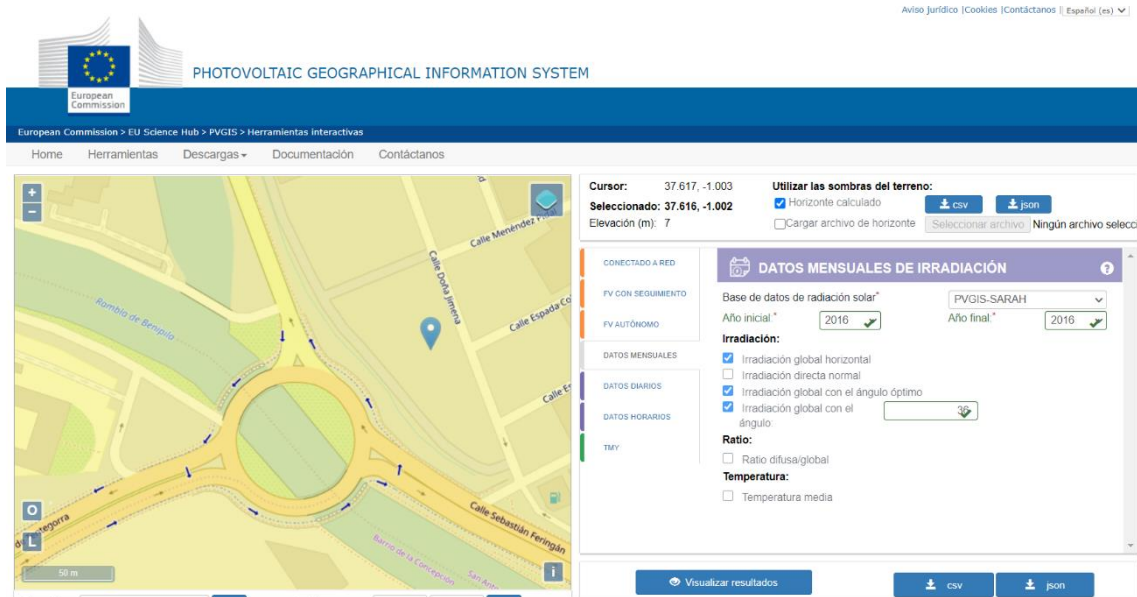 Aviso jurídico |Cookies |Contáctanos || Español (es)
PHOTOVOLTAIC GEOGRAPHICAL INFORMATION SYSTEM
European
Commission
European Commission > EU Science Hub > PVGIS > Herramientas interactivas
Home Herramientas Descargas Documentación Contáctanos
+
−
Calle Menéndez
Calle Doña Jimena
Calle Espada Co
Rambla de Benipila
Calle Es
Calle Sebastián Feringán
Barrio de la Concepción
San Ant
O
L
50 m
i
Cursor: 37.617, -1.003
Seleccionado: 37.616, -1.002
Elevación (m): 7
Utilizar las sombras del terreno:
Horizonte calculado csv json
Cargar archivo de horizonte Seleccionar archivo Ningún archivo selecci
CONECTADO A RED
FV CON SEGUIMIENTO
FV AUTÓNOMO
DATOS MENSUALES
DATOS DIARIOS
DATOS HORARIOS
TMY
DATOS MENSUALES DE IRRADIACIÓN ?
Base de datos de radiación solar* PVGIS-SARAH
Año inicial:* 2016 Año final:* 2016
Irradiación:
Irradiación global horizontal
Irradiación directa normal
Irradiación global con el ángulo óptimo
Irradiación global con el
ángulo:
Ratio:
Ratio difusa/global
Temperatura:
Temperatura media
Visualizar resultados csv json